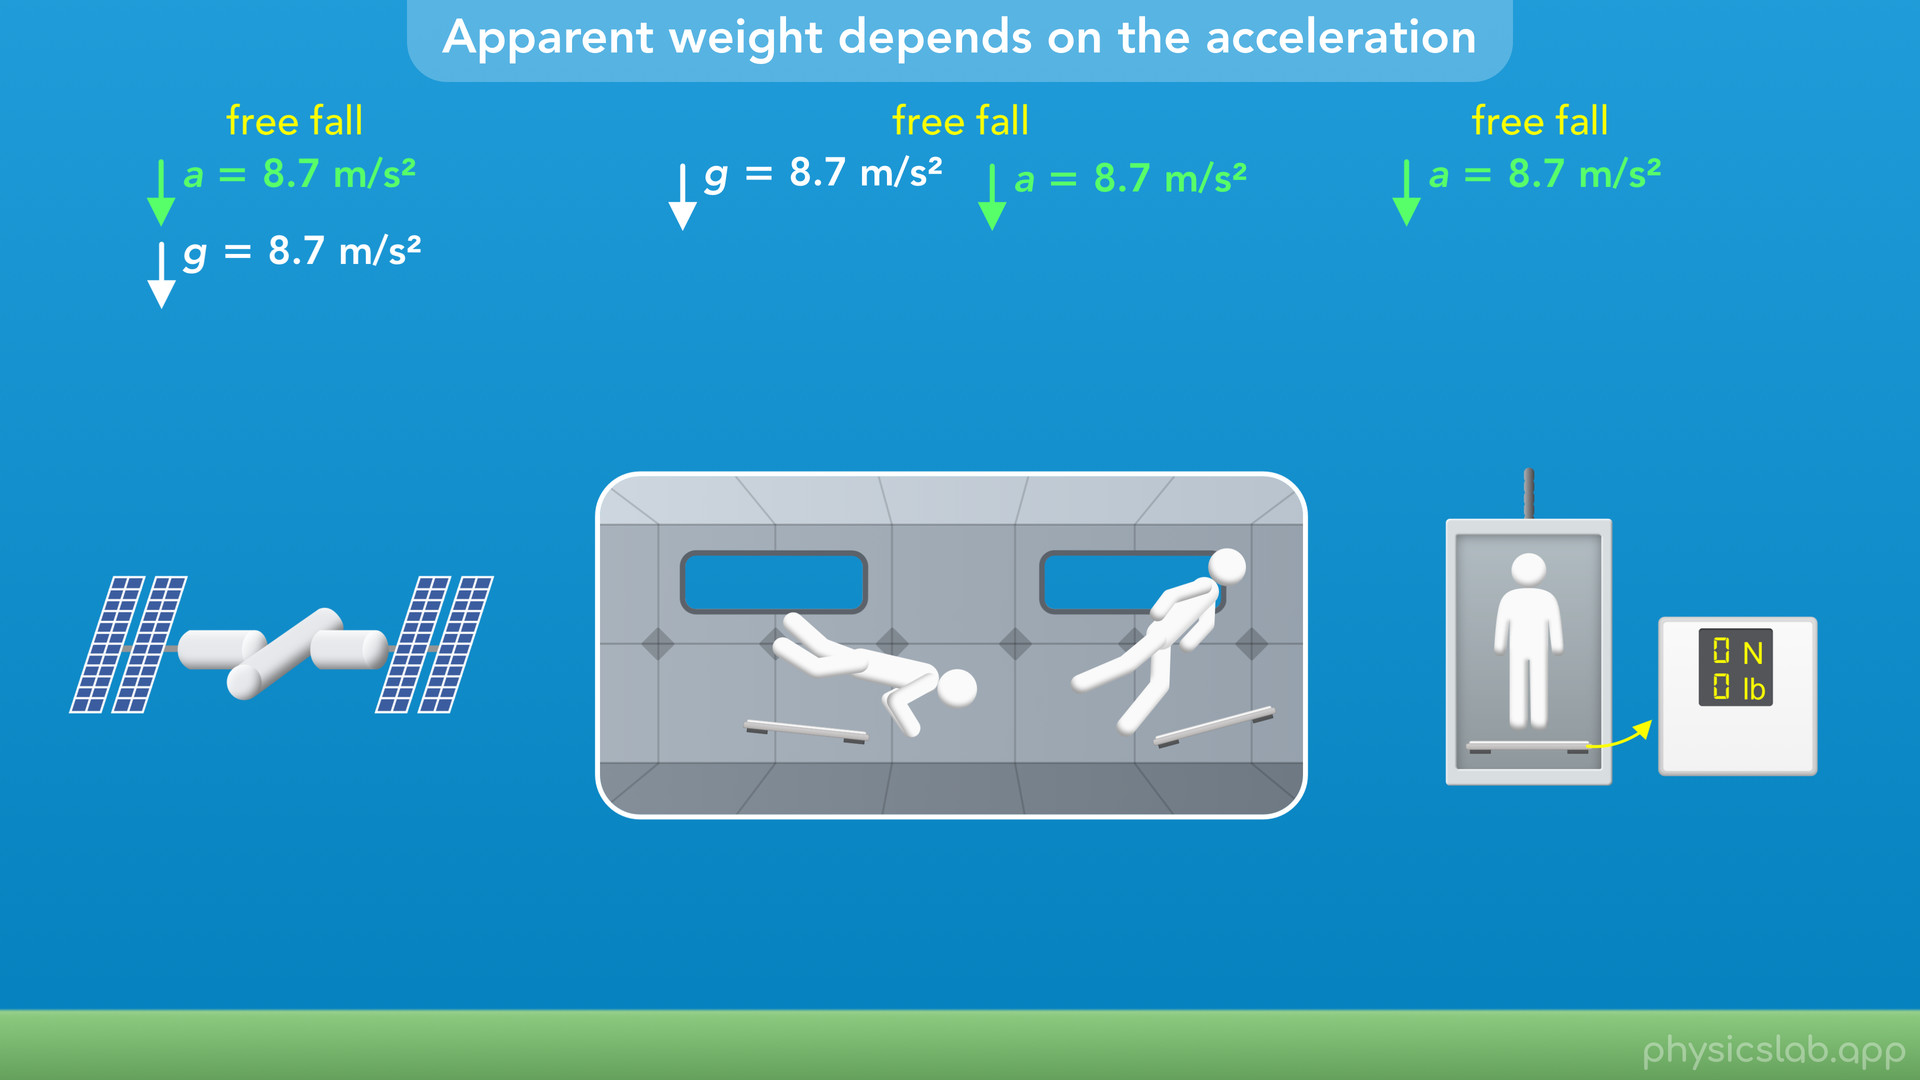 Apparent weight depends on the acceleration
free fall
a = 8.7 m/s²
g = 8.7 m/s²
free fall
g = 8.7 m/s²
a = 8.7 m/s²
free fall
a = 8.7 m/s²
0 N
0 lb
physicslab.app